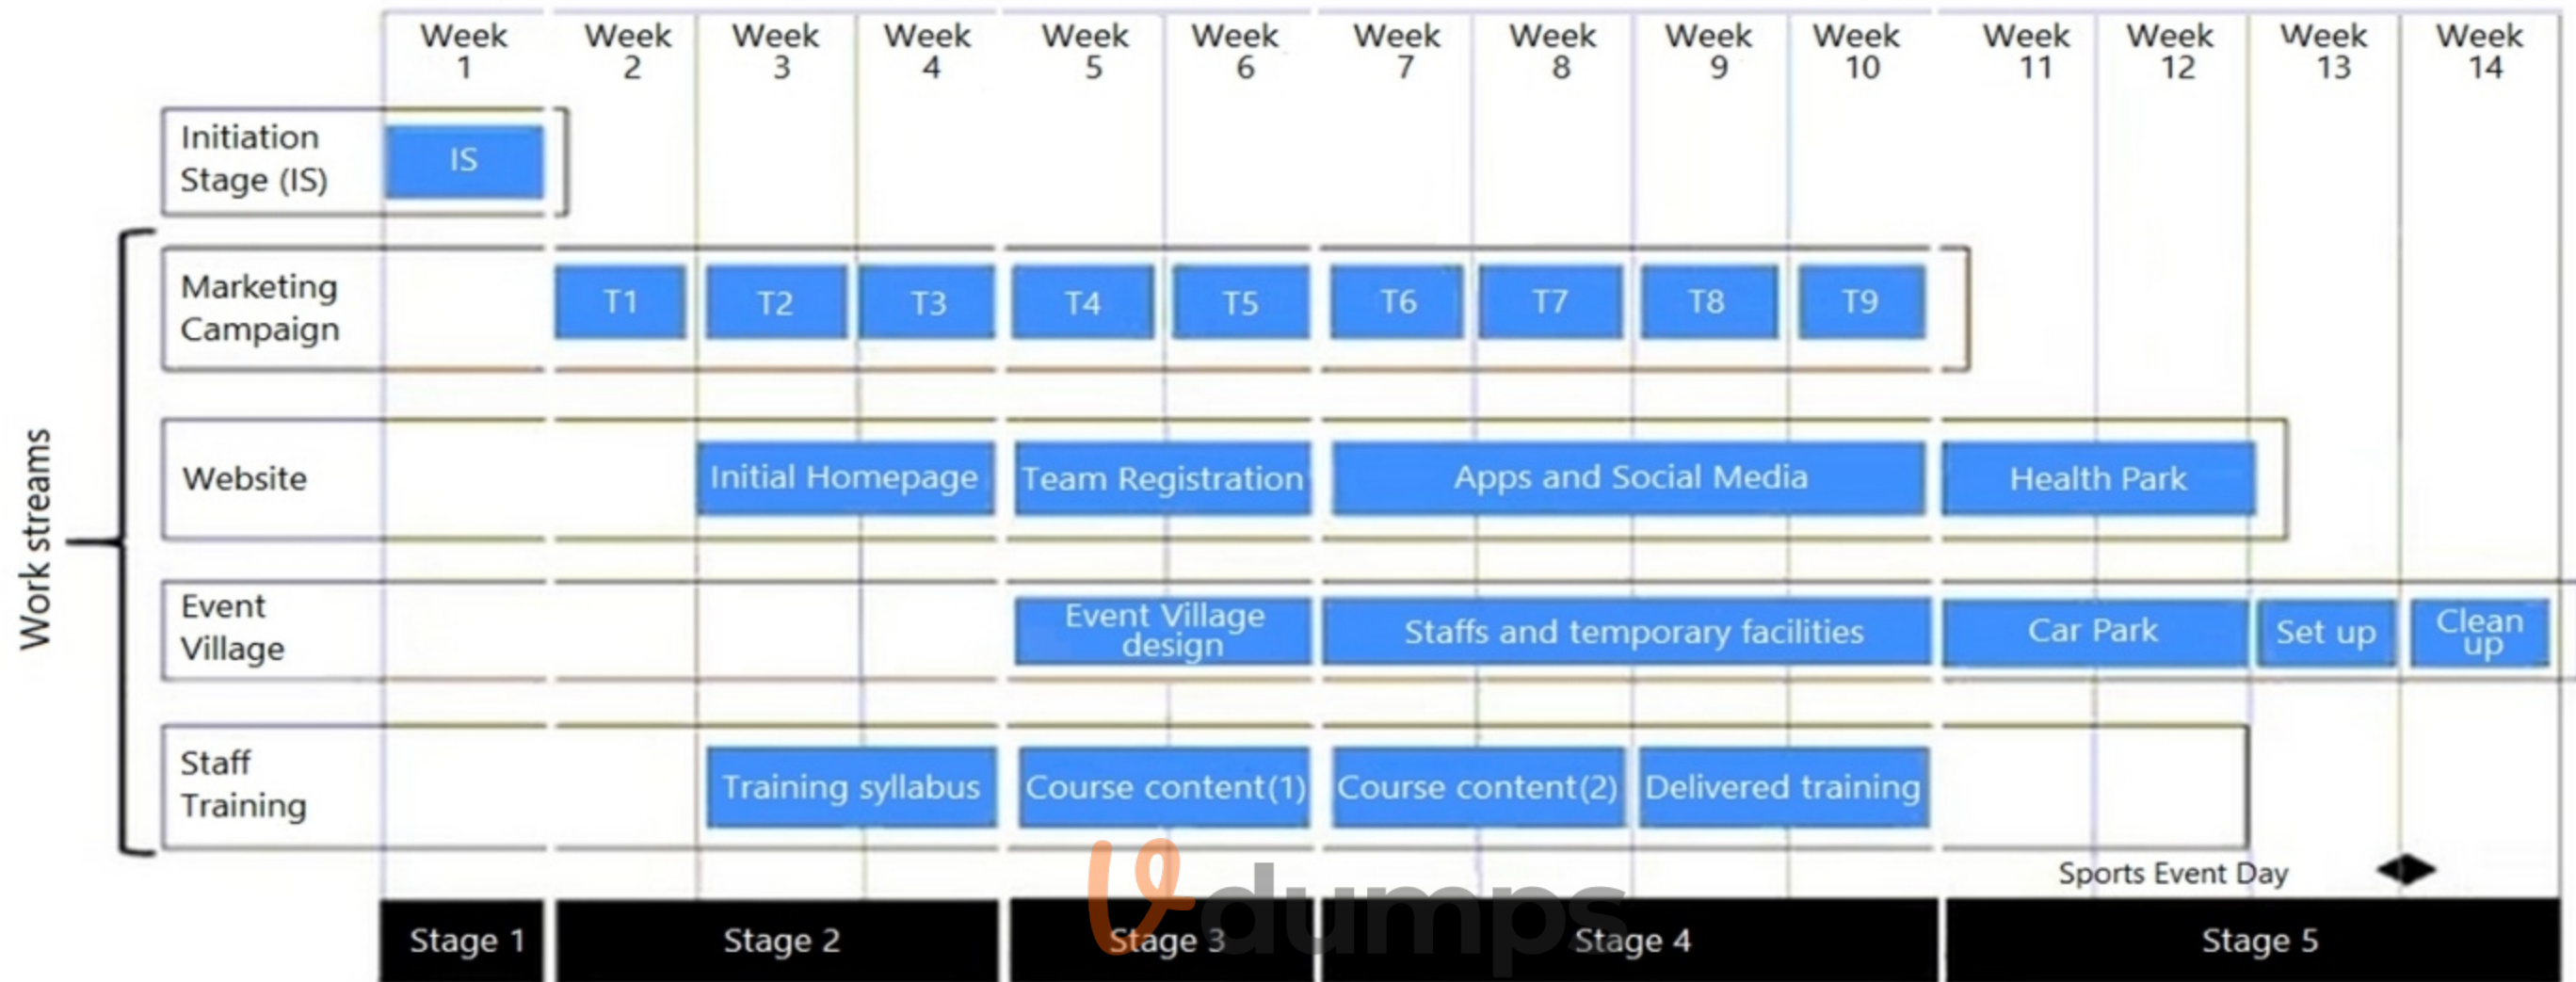 Week 1
Week 2
Week 3
Week 4
Week 5
Week 6
Week 7
Week 8
Week 9
Week 10
Week 11
Week 12
Week 13
Week 14
Initiation
Stage (IS)
IS
Work streams
Marketing
Campaign
T1
T2
T3
T4
T5
T6
T7
T8
T9
Website
Initial Homepage
Team Registration
Apps and Social Media
Health Park
Event
Village
Event Village
design
Staffs and temporary facilities
Car Park
Set up
Clean
up
Staff
Training
Training syllabus
Course content(1)
Course content(2)
Delivered training
Sports Event Day
dumps
Stage 1
Stage 2
Stage 3
Stage 4
Stage 5